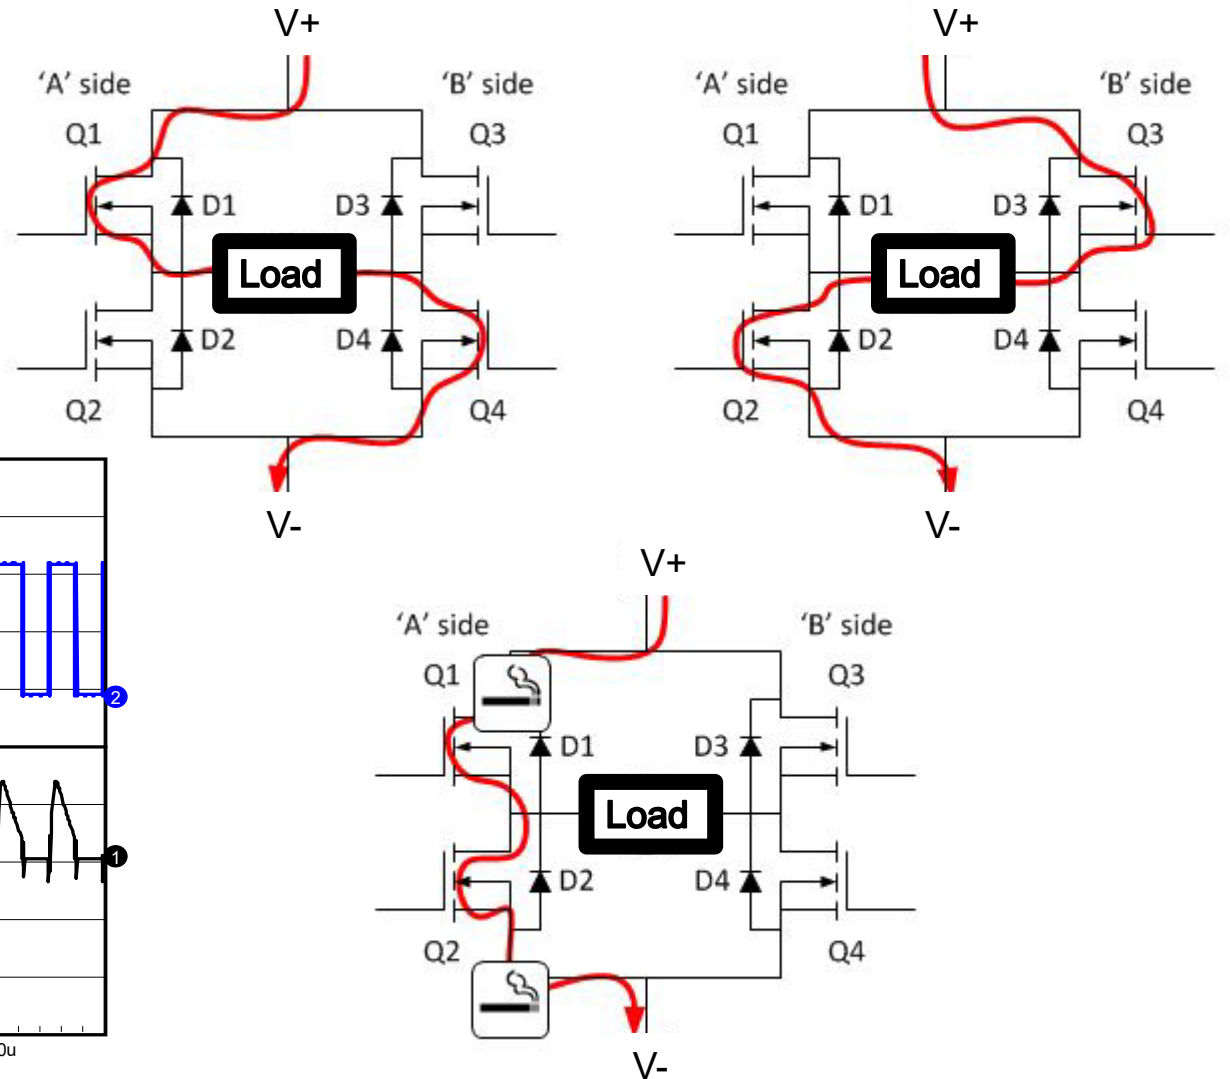 V+
'A' side
'B' side
Q1
Q3
D1
D3
Load
D2
D4
Q2
Q4
V-
V+
'A' side
'B' side
Q1
Q3
D1
D3
Load
D2
D4
Q2
Q4
V-
2
1
0u
V+
'A' side
'B' side
Q1
Q3
D1
D3
Load
D2
D4
Q2
Q4
V-